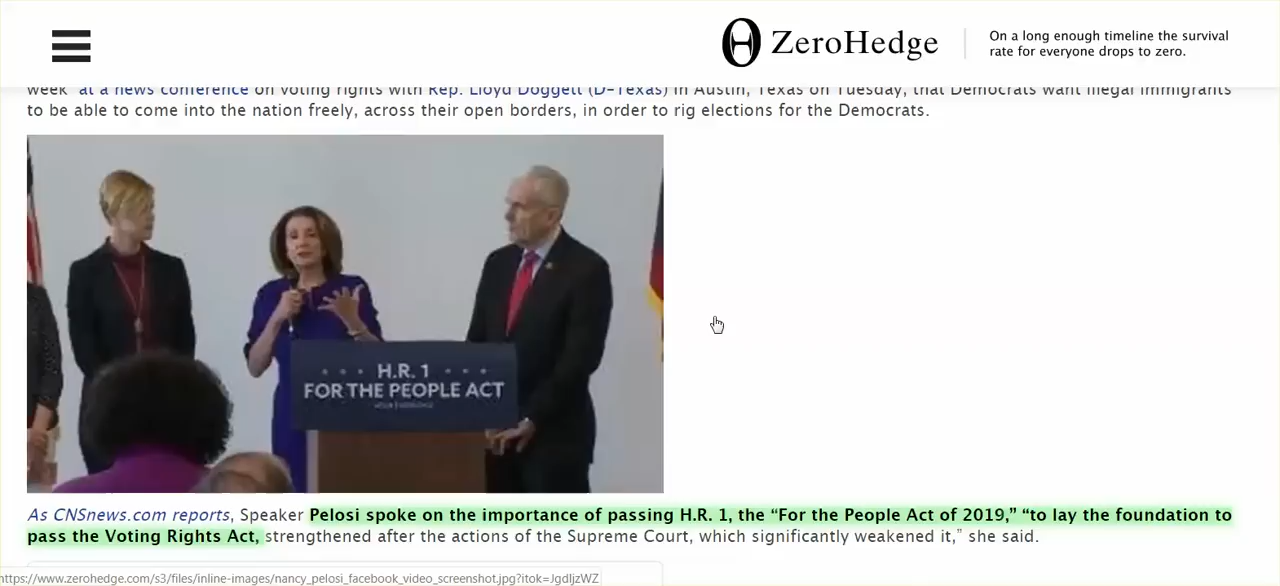 ZeroHedge
On a long enough timeline the survival
rate for everyone drops to zero.
week at a news conference on voting rights with Rep. Lloyd Doggett (D-Texas) in Austin, Texas on Tuesday, that Democrats want illegal immigrants
to be able to come into the nation freely, across their open borders, in order to rig elections for the Democrats.
H.R. 1
FOR THE PEOPLE ACT
As CNSnews.com reports, Speaker Pelosi spoke on the importance of passing H.R. 1, the “For the People Act of 2019,” “to lay the foundation to
pass the Voting Rights Act, strengthened after the actions of the Supreme Court, which significantly weakened it,” she said.
https://www.zerohedge.com/s3/files/inline-images/nancy_pelosi_facebook_video_screenshot.jpg?itok=JgdIjzWZ